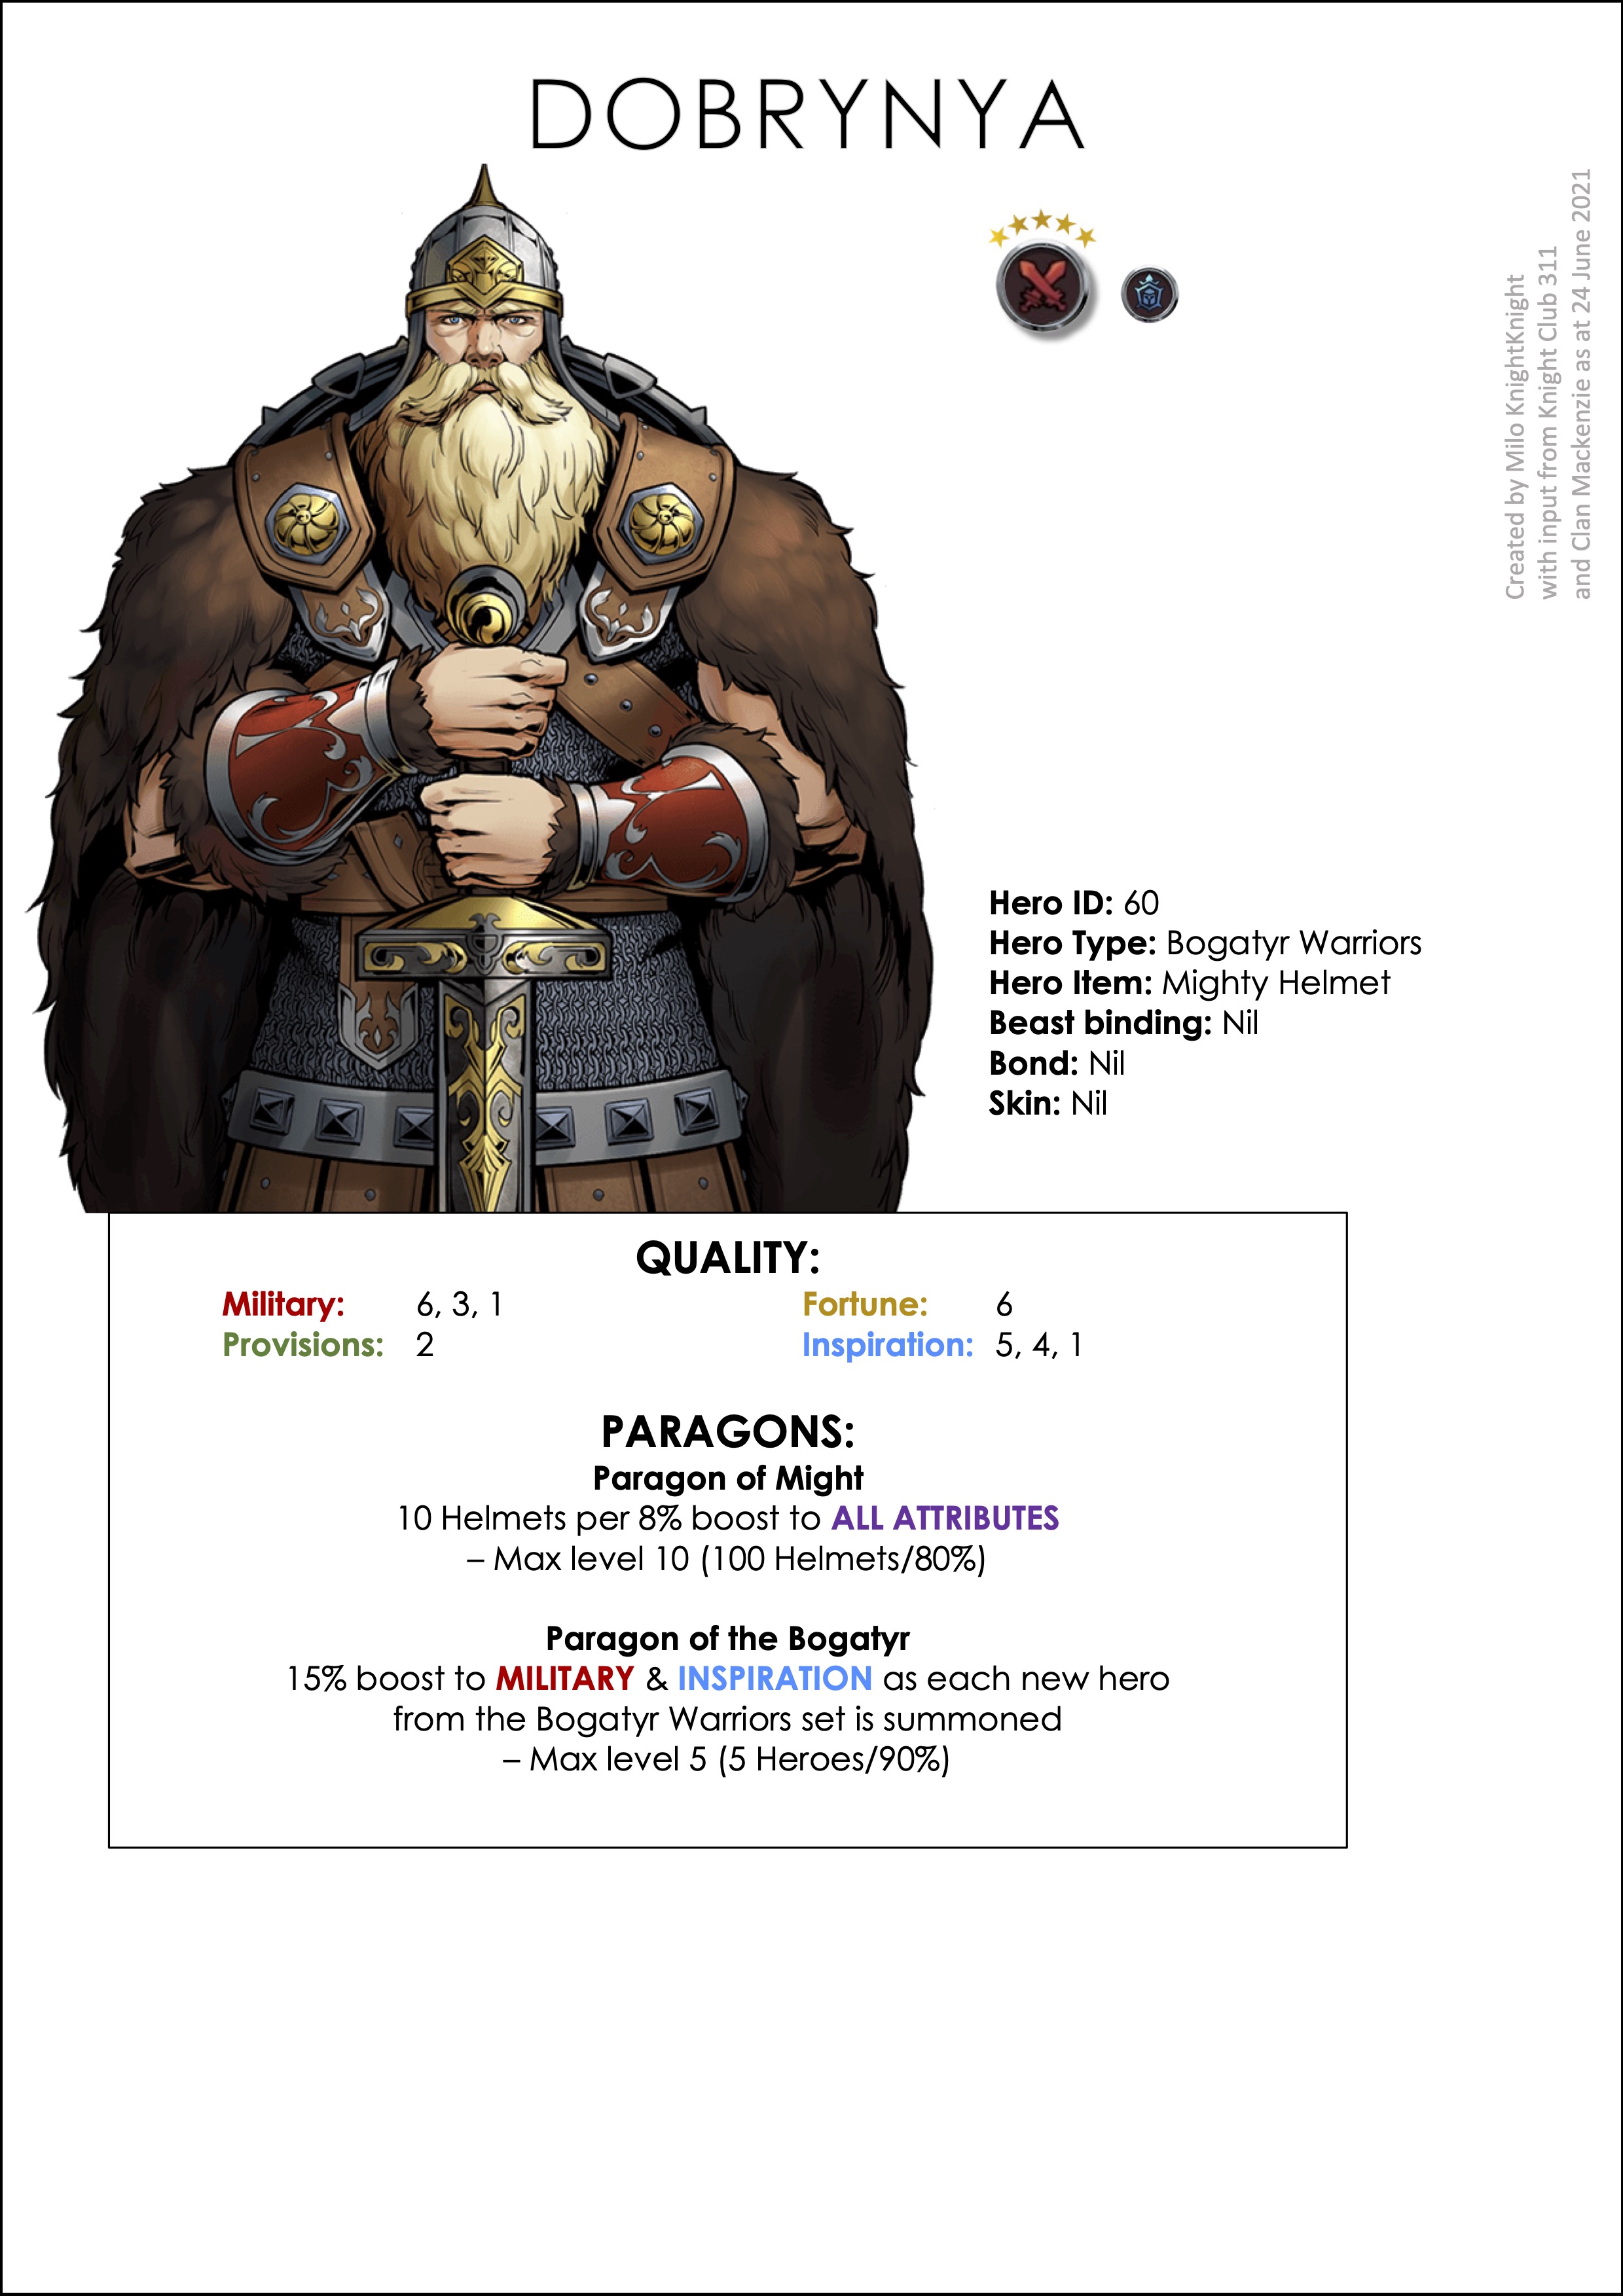 DOBRYNYA
Created by Milo KnightKnight
with input from Knight Club 311
and Clan Mackenzie as at 24 June 2021
Hero ID: 60
Hero Type: Bogatyr Warriors
Hero Item: Mighty Helmet
Beast binding: Nil
Bond: Nil
Skin: Nil
QUALITY:
Military: 6, 3, 1 Fortune: 6
Provisions: 2 Inspiration: 5, 4, 1
PARAGONS:
Paragon of Might
10 Helmets per 8% boost to ALL ATTRIBUTES
– Max level 10 (100 Helmets/80%)
Paragon of the Bogatyr
15% boost to MILITARY & INSPIRATION as each new hero
from the Bogatyr Warriors set is summoned
– Max level 5 (5 Heroes/90%)